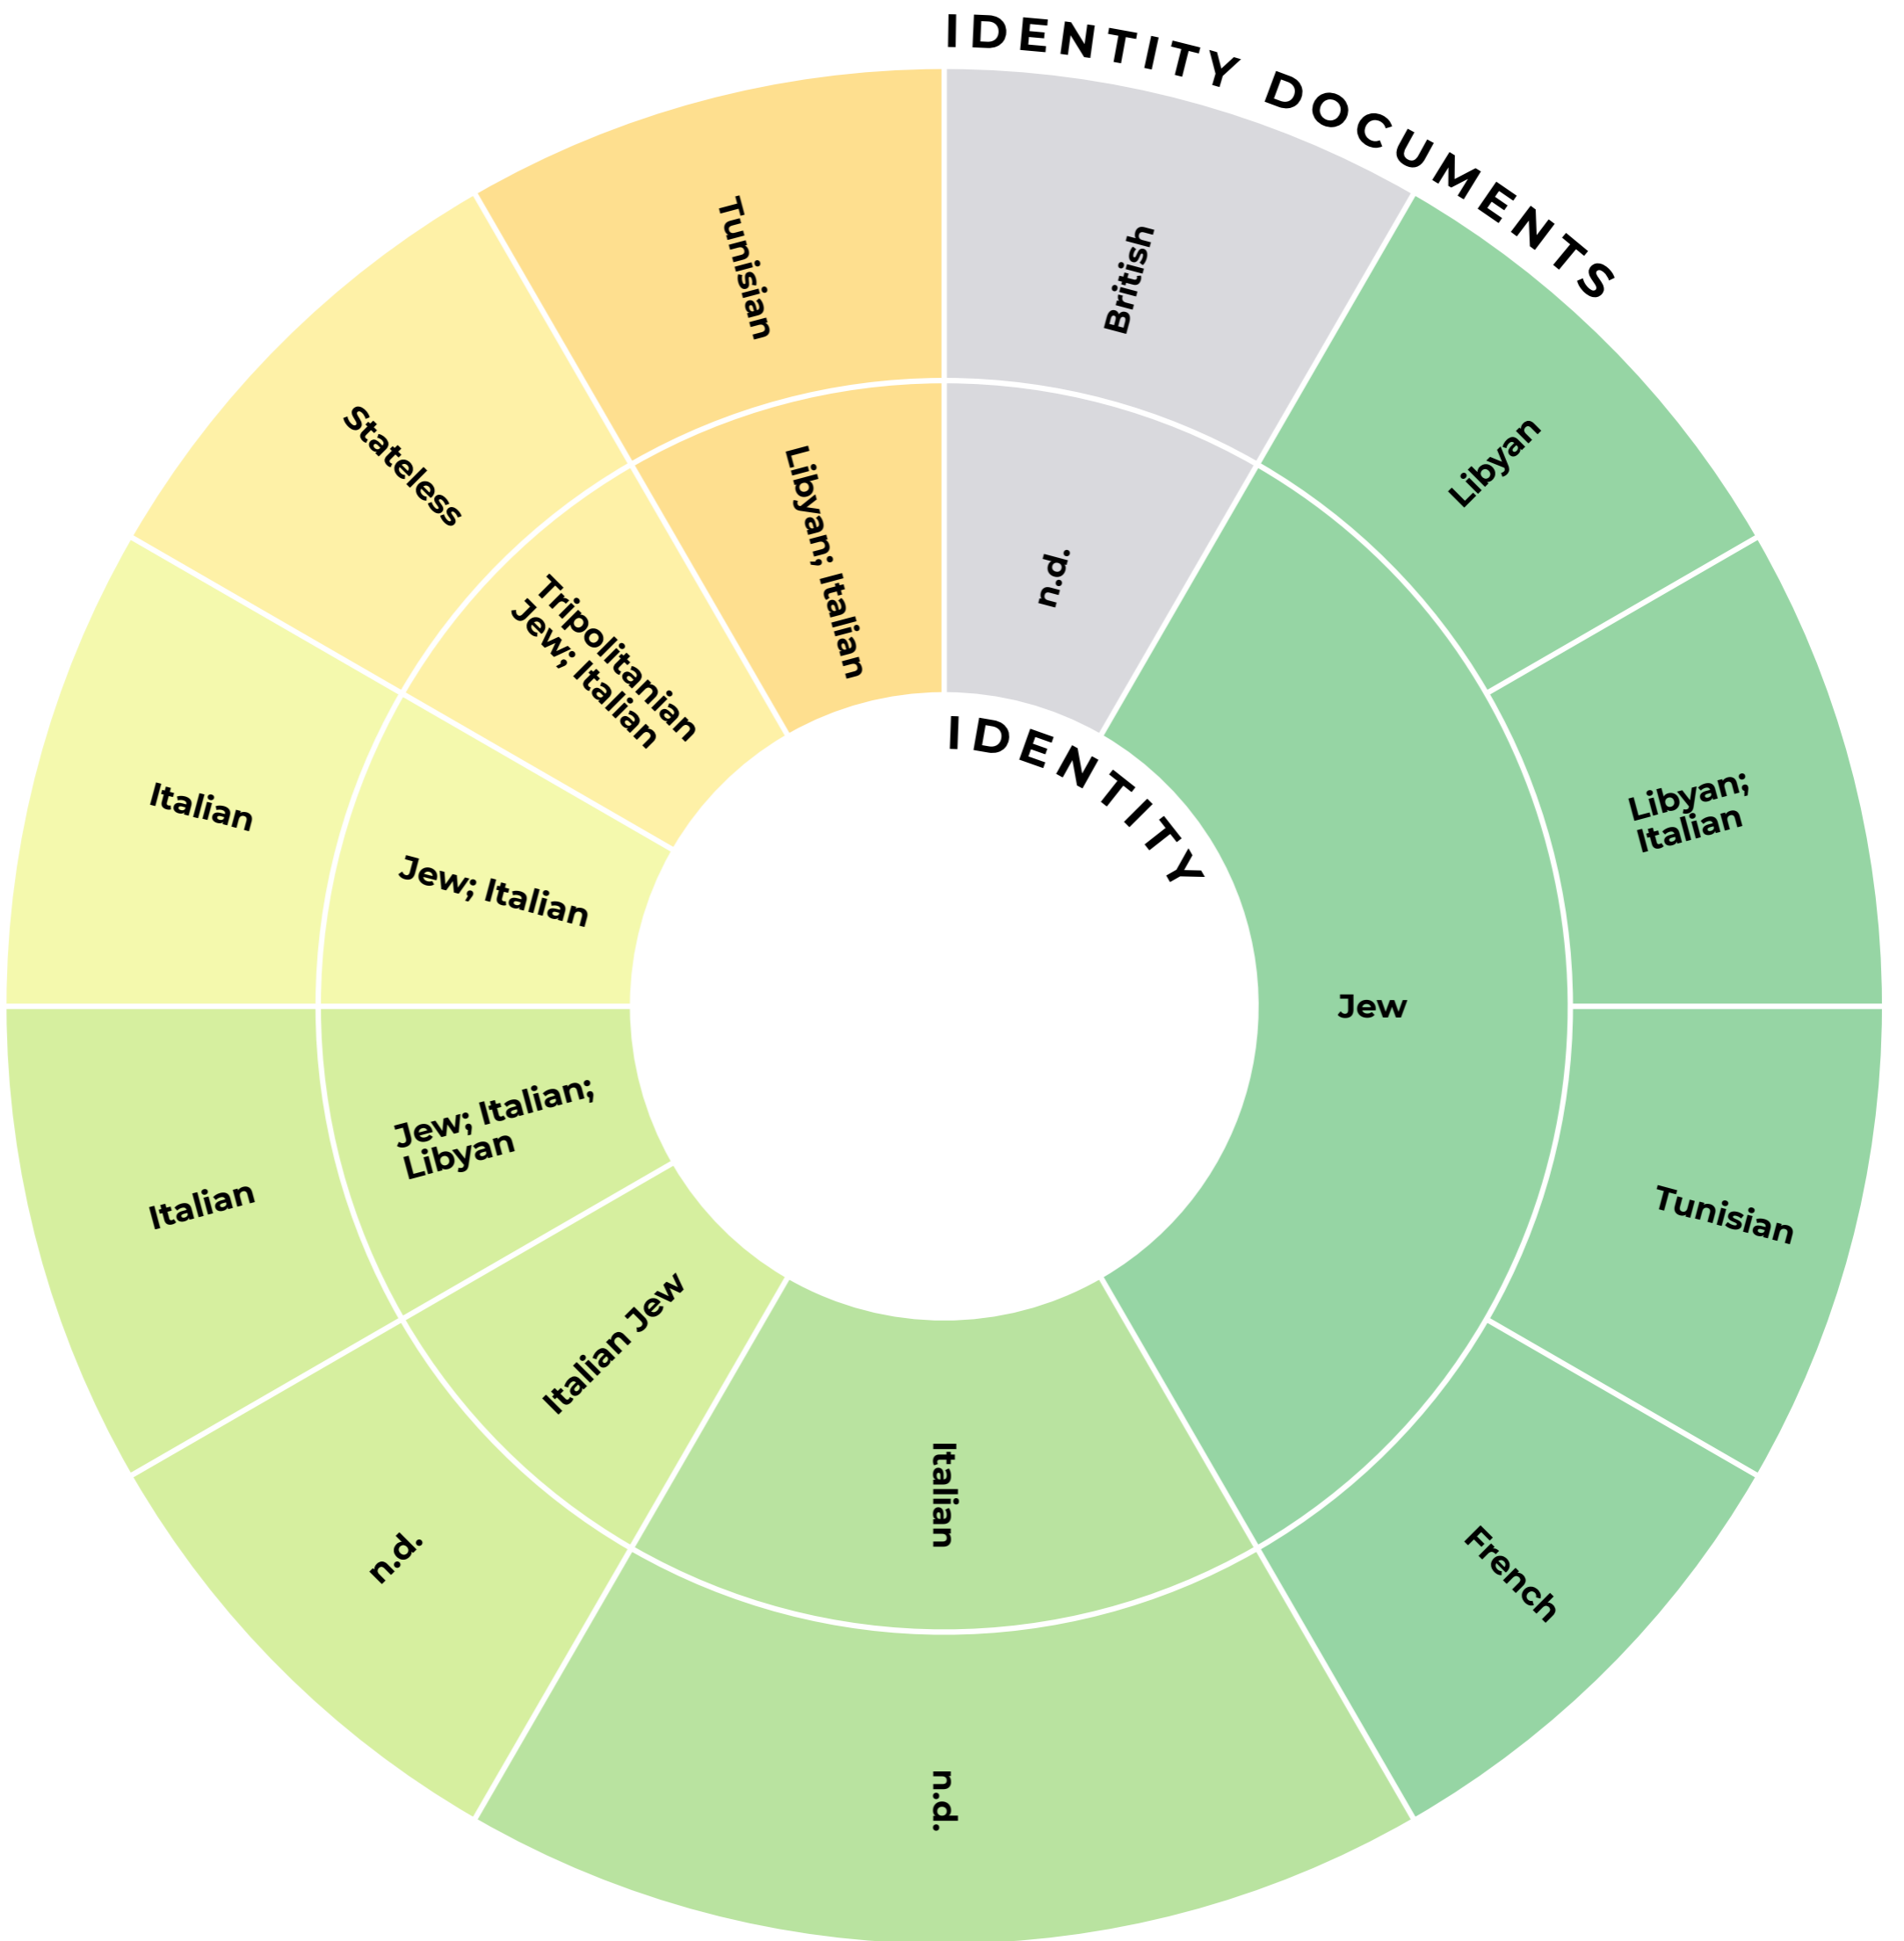 IDENTITY DOCUMENTS
British
Libyan
Libyan;
Italian
Tunisian
French
n.d.
n.d.
Italian
Italian
Stateless
Tunisian
IDENTITY
n.d.
Jew
Italian
Italian Jew
Jew; Italian;
Libyan
Jew; Italian
Tripolitanian
Jew; Italian
Libyan; Italian